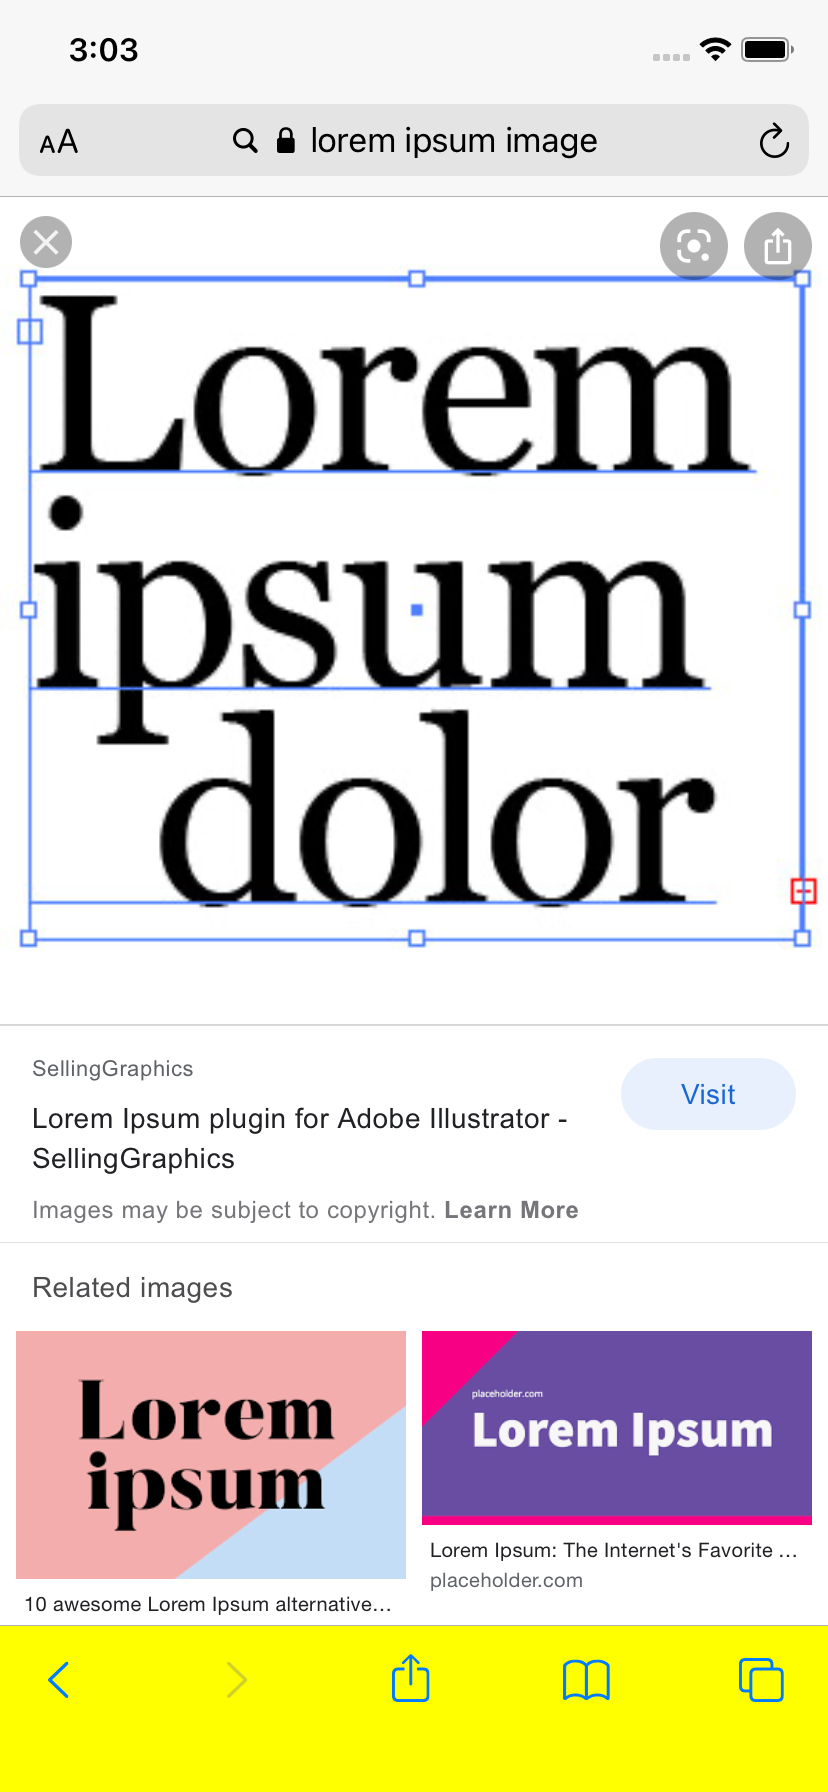 3:03
AA lorem ipsum image
Lorem
ipsum
dolor
SellingGraphics
Visit
Lorem Ipsum plugin for Adobe Illustrator -
SellingGraphics
Images may be subject to copyright. Learn More
Related images
Lorem
ipsum
10 awesome Lorem Ipsum alternative...
placeholder.com
Lorem Ipsum
Lorem Ipsum: The Internet's Favorite ...
placeholder.com